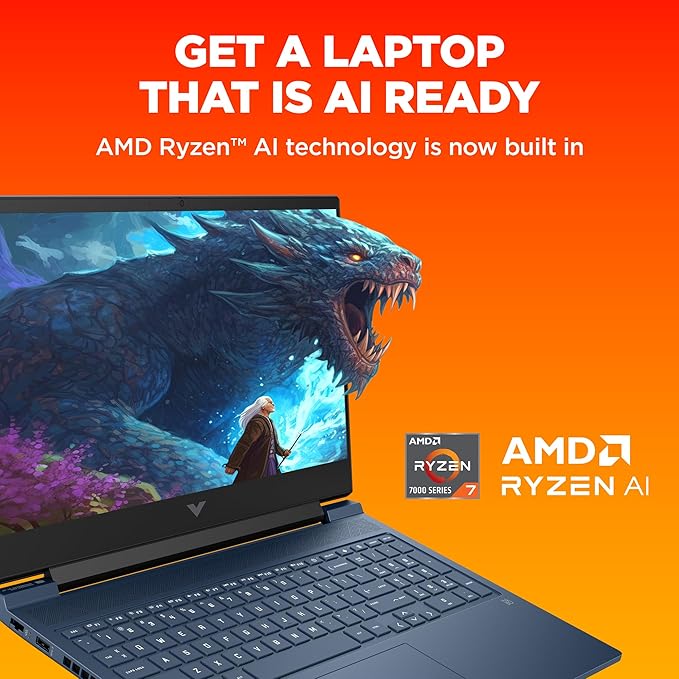 GET A LAPTOP
THAT IS AI READY
AMD Ryzen™ AI technology is now built in
AMD
RYZEN
7000 SERIES 7
AMD
RYZEN AI